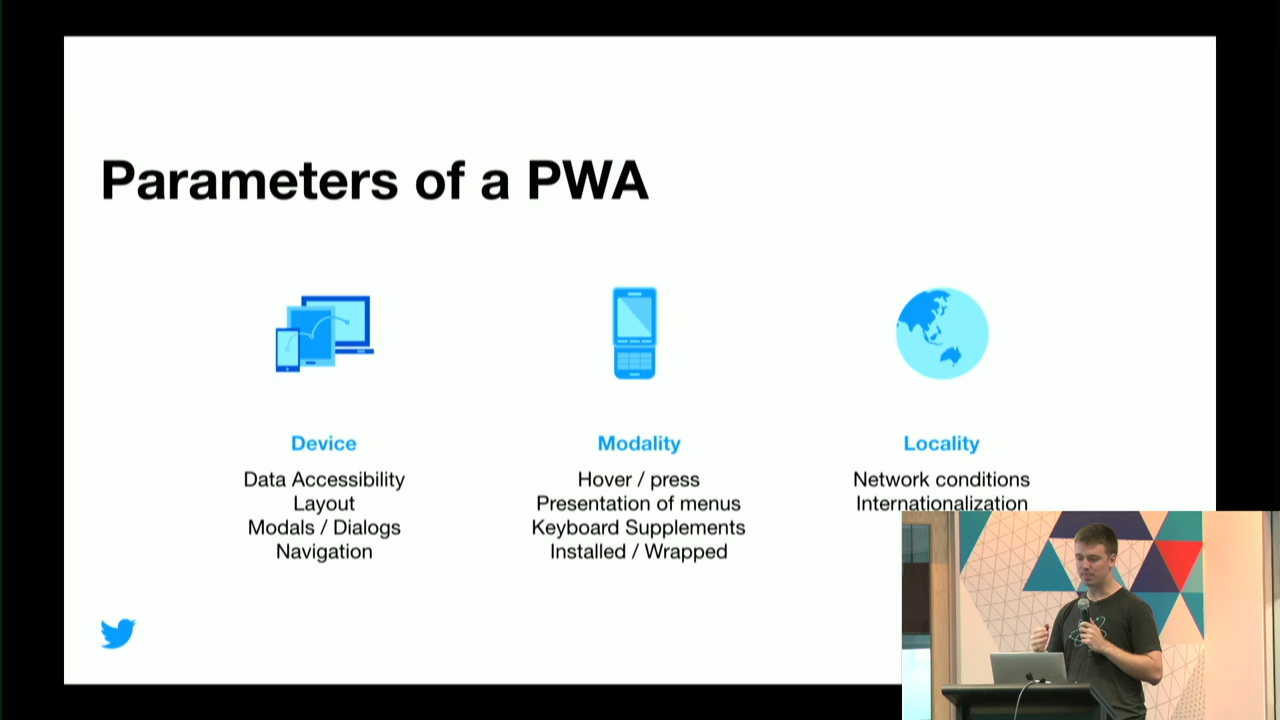 Parameters of a PWA
Device
Data Accessibility
Layout
Modals / Dialogs
Navigation
Modality
Hover / press
Presentation of menus
Keyboard Supplements
Installed / Wrapped
Locality
Network conditions
Internationalization